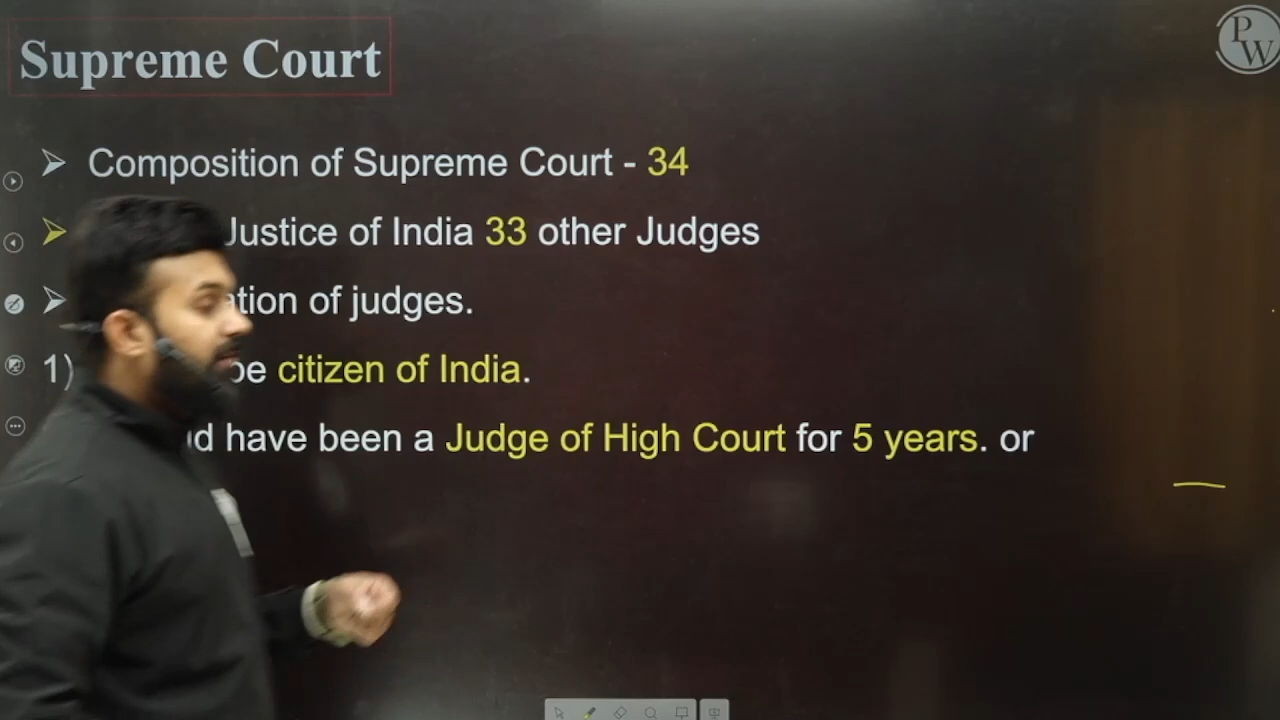 Supreme Court
PW
➢ Composition of Supreme Court - 34
➢ Justice of India 33 other Judges
➢ of judges.
1) be citizen of India.
have been a Judge of High Court for 5 years. or